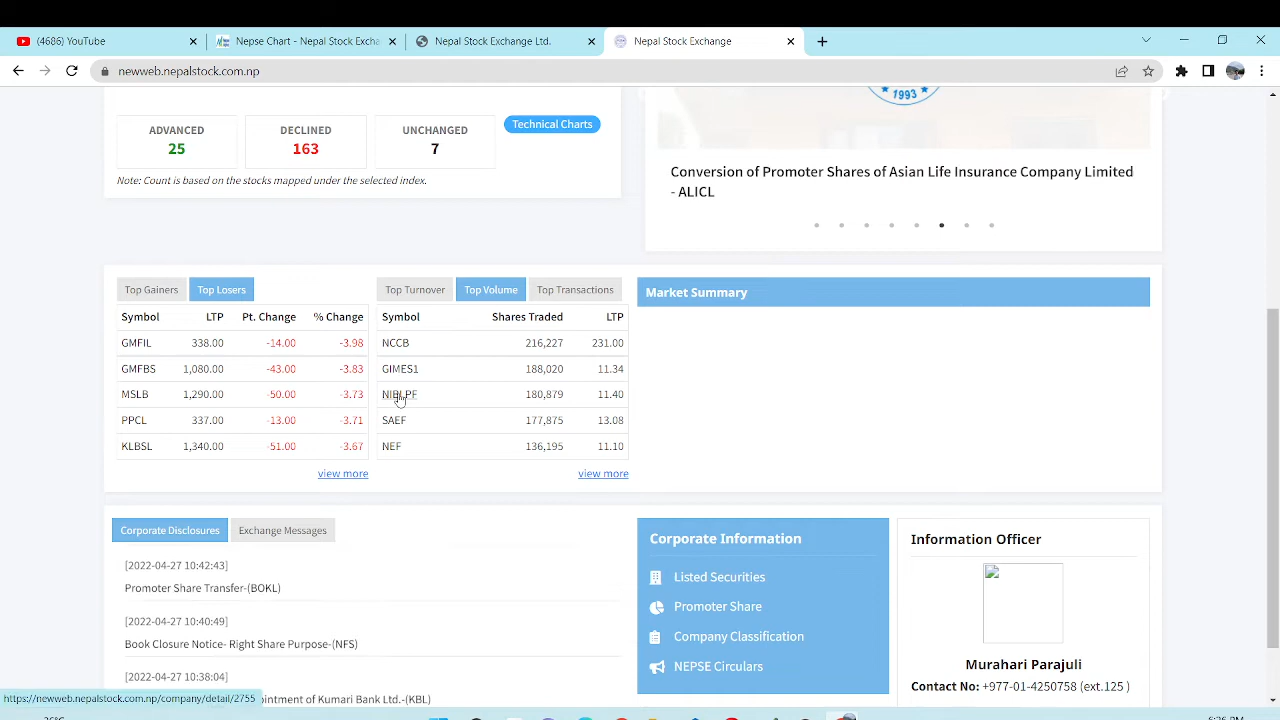 (4686) YouTube
Nepse Chart - Nepal Stock Excha
Nepal Stock Exchange Ltd.
Nepal Stock Exchange
newweb.nepalstock.com.np
1993
ADVANCED
25
DECLINED
163
UNCHANGED
7
Technical Charts
Note: Count is based on the stocks mapped under the selected index.
Conversion of Promoter Shares of Asian Life Insurance Company Limited
- ALICL
Top Gainers Top Losers
Symbol LTP Pt. Change % Change
GMFIL 338.00 -14.00 -3.98
GMFBS 1,080.00 -43.00 -3.83
MSLB 1,290.00 -50.00 -3.73
PPCL 337.00 -13.00 -3.71
KLBSL 1,340.00 -51.00 -3.67
view more
Top Turnover Top Volume Top Transactions
Symbol Shares Traded LTP
NCCB 216,227 231.00
GIMES1 188,020 11.34
NIBLPF 180,879 11.40
SAEF 177,875 13.08
NEF 136,195 11.10
view more
Market Summary
Corporate Disclosures Exchange Messages
[2022-04-27 10:42:43]
Promoter Share Transfer-(BOKL)
[2022-04-27 10:40:49]
Book Closure Notice- Right Share Purpose-(NFS)
[2022-04-27 10:38:04]
ointment of Kumari Bank Ltd.-(KBL)
Corporate Information
Listed Securities
Promoter Share
Company Classification
NEPSE Circulars
Information Officer
Murahari Parajuli
Contact No: +977-01-4250758 (ext.125 )
https://newweb.nepalstock.com.np/company/detail/2755